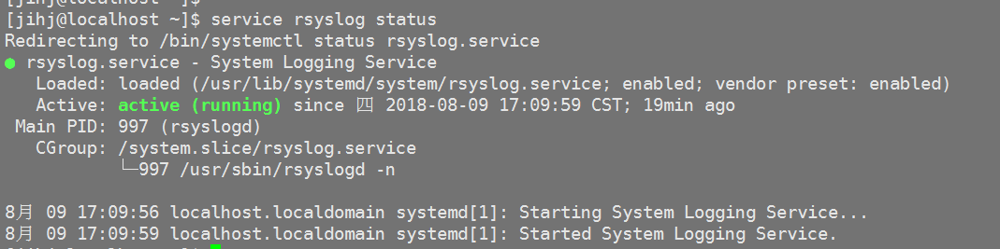 [jihj@localhost ~]$ service rsyslog status
Redirecting to /bin/systemctl status rsyslog.service
● rsyslog.service - System Logging Service
   Loaded: loaded (/usr/lib/systemd/system/rsyslog.service; enabled; vendor preset: enabled)
   Active: active (running) since 四 2018-08-09 17:09:59 CST; 19min ago
 Main PID: 997 (rsyslogd)
   CGroup: /system.slice/rsyslog.service
           └─997 /usr/sbin/rsyslogd -n
8月 09 17:09:56 localhost.localdomain systemd[1]: Starting System Logging Service...
8月 09 17:09:59 localhost.localdomain systemd[1]: Started System Logging Service.